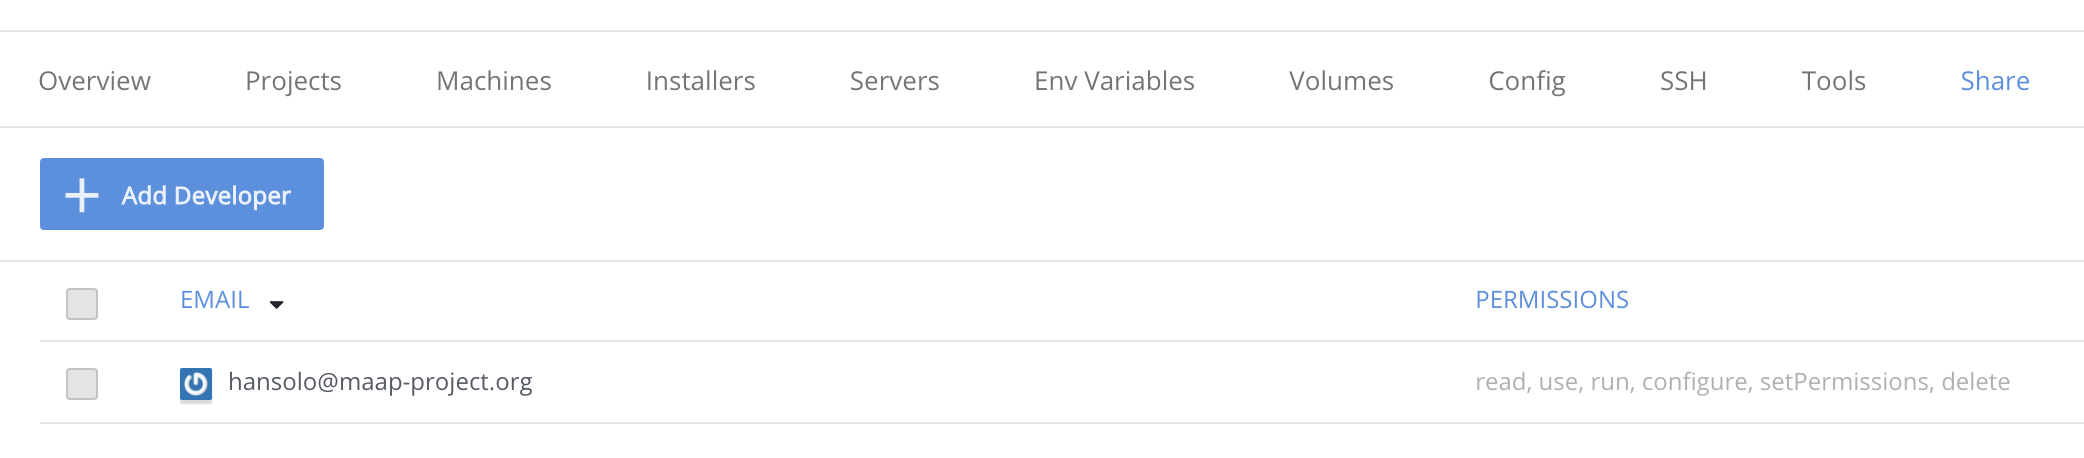 Overview Projects Machines Installers Servers Env Variables Volumes Config SSH Tools Share
Add Developer
EMAIL PERMISSIONS
hansolo@maap-project.org read, use, run, configure, setPermissions, delete